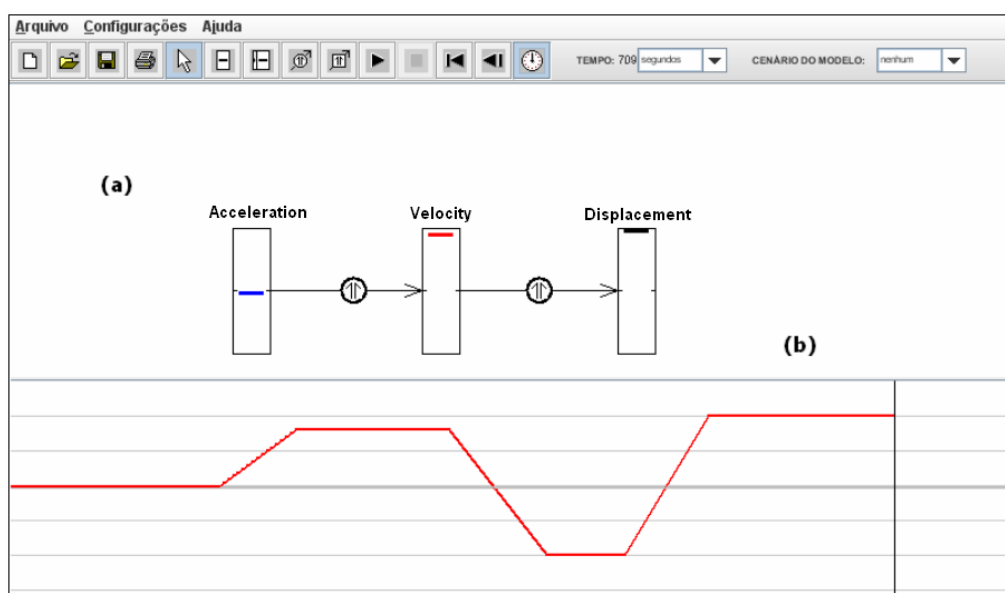 Arquivo Configurações Ajuda
TEMPO: 709 segundos CENÁRIO DO MODELO: nenhum
(a)
Acceleration Velocity Displacement
(b)